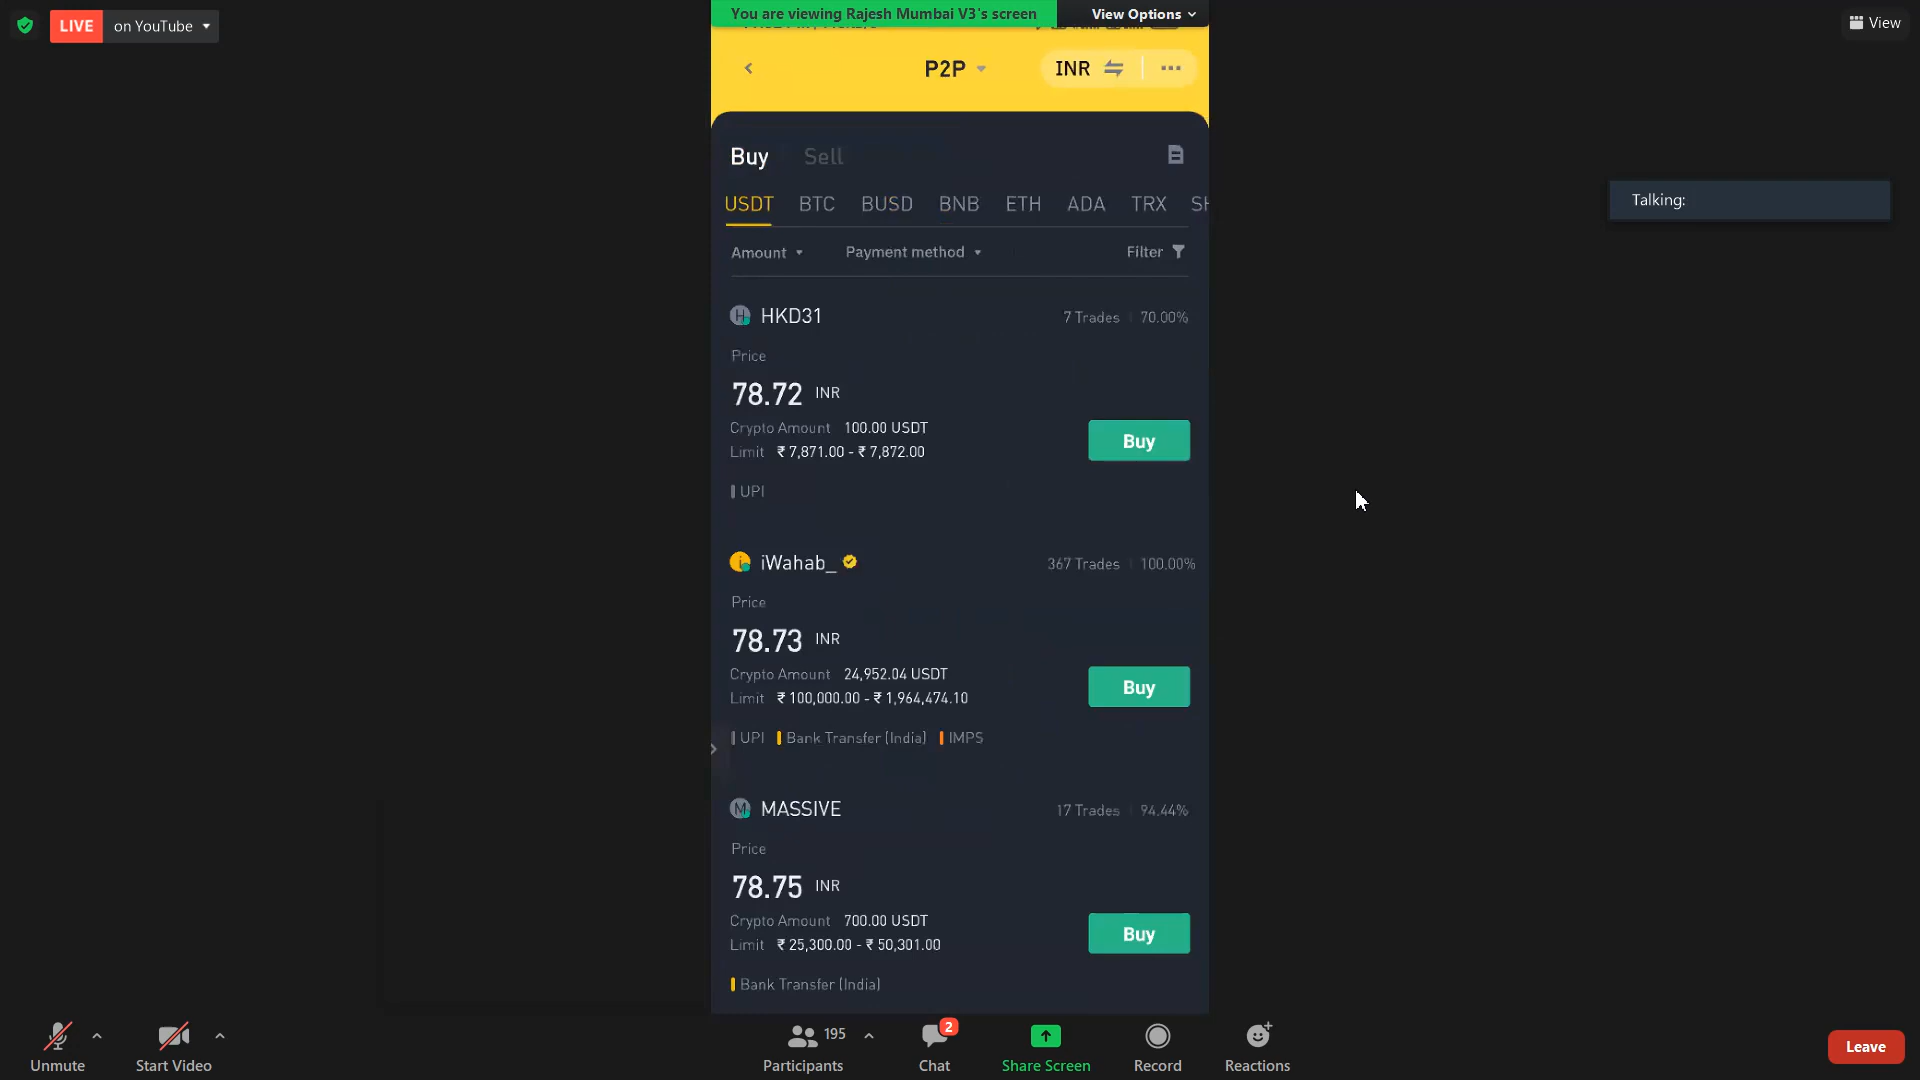 You are viewing Rajesh Mumbai V3's screen
View Options
LIVE on YouTube
View
P2P
INR
Buy Sell
USDT BTC BUSD BNB ETH ADA TRX SH
Amount Payment method Filter
Talking:
H HKD31 7 Trades 70.00%
Price
78.72 INR
Crypto Amount 100.00 USDT
Limit ₹ 7,871.00 - ₹ 7,872.00
Buy
UPI
i iWahab_ 367 Trades 100.00%
Price
78.73 INR
Crypto Amount 24,952.04 USDT
Limit ₹ 100,000.00 - ₹ 1,964,474.10
Buy
UPI Bank Transfer (India) IMPS
M MASSIVE 17 Trades 94.44%
Price
78.75 INR
Crypto Amount 700.00 USDT
Limit ₹ 25,300.00 - ₹ 50,301.00
Buy
Bank Transfer (India)
Unmute
Start Video
195
Participants
2
Chat
Share Screen
Record
Reactions
Leave